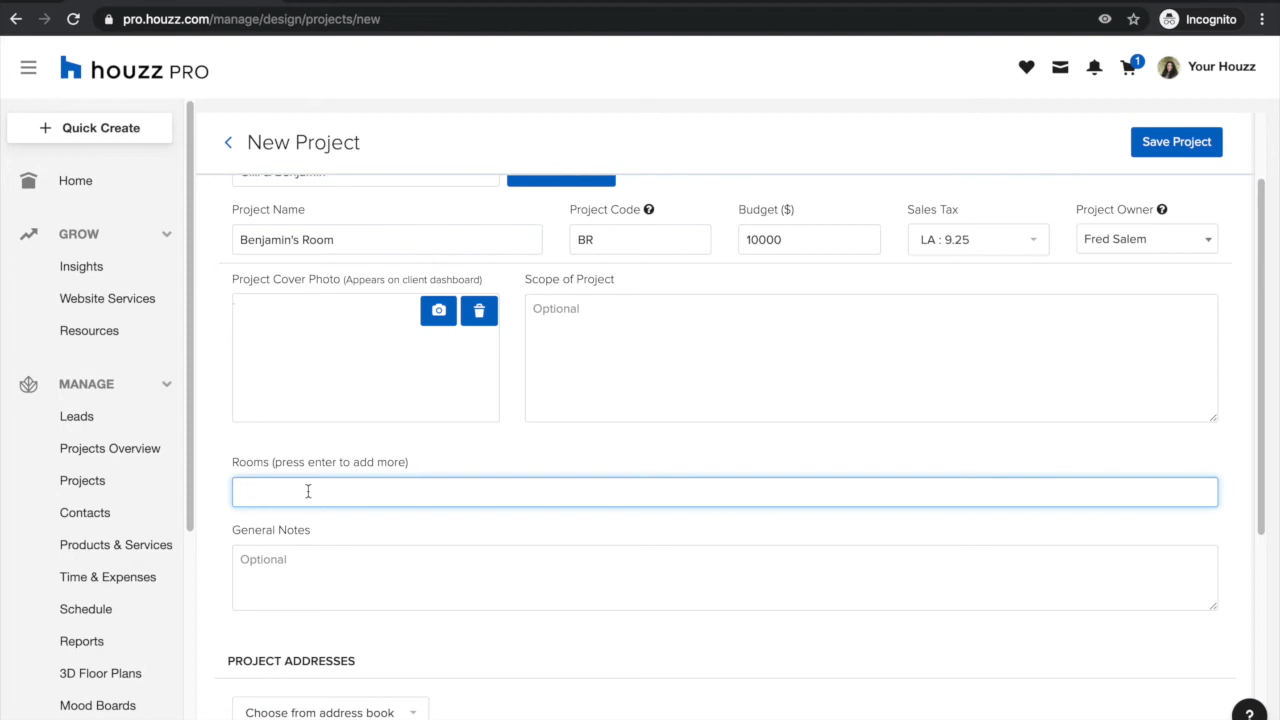 pro.houzz.com/manage/design/projects/new
Incognito
houzz PRO
1
Your Houzz
Quick Create
New Project
Save Project
Home
GROW
Insights
Website Services
Resources
MANAGE
Leads
Projects Overview
Projects
Contacts
Products & Services
Time & Expenses
Schedule
Reports
3D Floor Plans
Mood Boards
Project Name
Project Code
Budget ($)
Sales Tax
Project Owner
Benjamin's Room
BR
10000
LA : 9.25
Fred Salem
Project Cover Photo (Appears on client dashboard)
Scope of Project
Optional
Rooms (press enter to add more)
General Notes
Optional
PROJECT ADDRESSES
Choose from address book
?